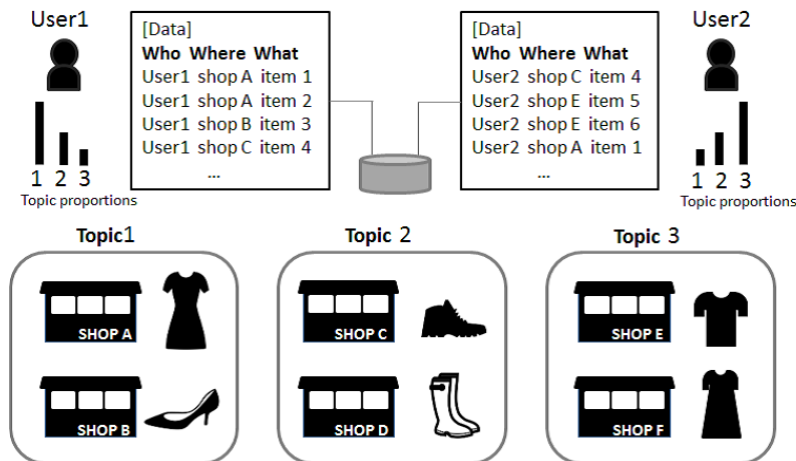 User1
[Data]
Who Where What
User1 shop A item 1
User1 shop A item 2
User1 shop B item 3
User1 shop C item 4
...
1 2 3
Topic proportions
[Data]
Who Where What
User2 shop C item 4
User2 shop E item 5
User2 shop E item 6
User2 shop A item 1
...
User2
1 2 3
Topic proportions
Topic1
SHOP A
SHOP B
Topic 2
SHOP C
SHOP D
Topic 3
SHOP E
SHOP F